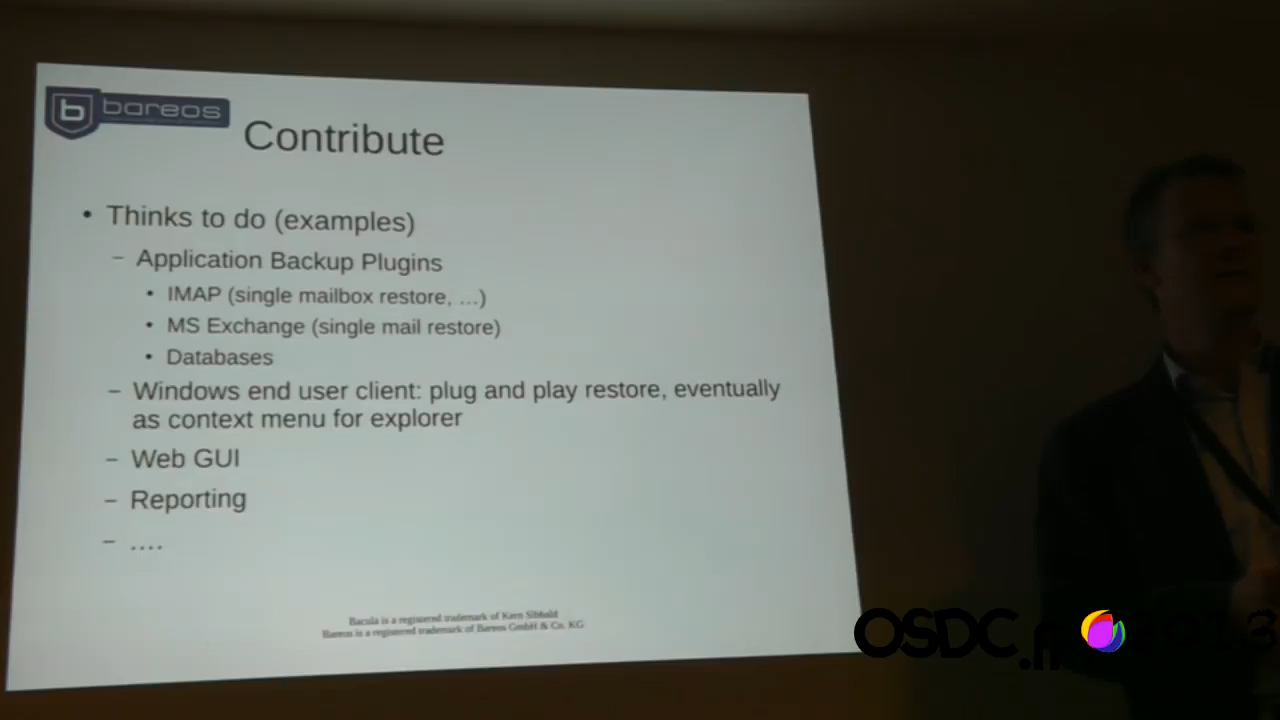 bareos
Contribute
• Thinks to do (examples)
– Application Backup Plugins
• IMAP (single mailbox restore, …)
• MS Exchange (single mail restore)
• Databases
– Windows end user client: plug and play restore, eventually
as context menu for explorer
– Web GUI
– Reporting
– ....
Bacula is a registered trademark of Kern Sibbald
Bareos is a registered trademark of Bareos GmbH & Co. KG
OSDC.n